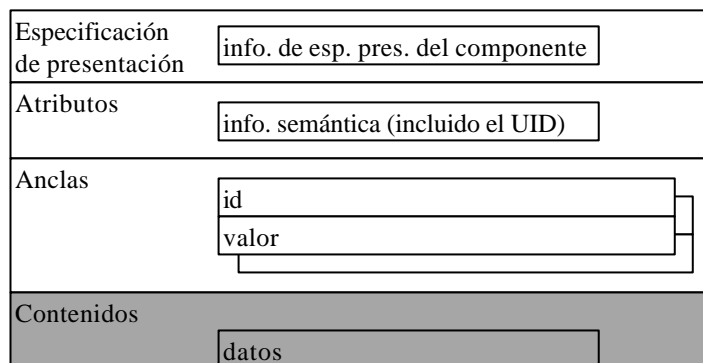 Especificación
de presentación
info. de esp. pres. del componente
Atributos
info. semántica (incluido el UID)
Anclas
id
valor
Contenidos
datos